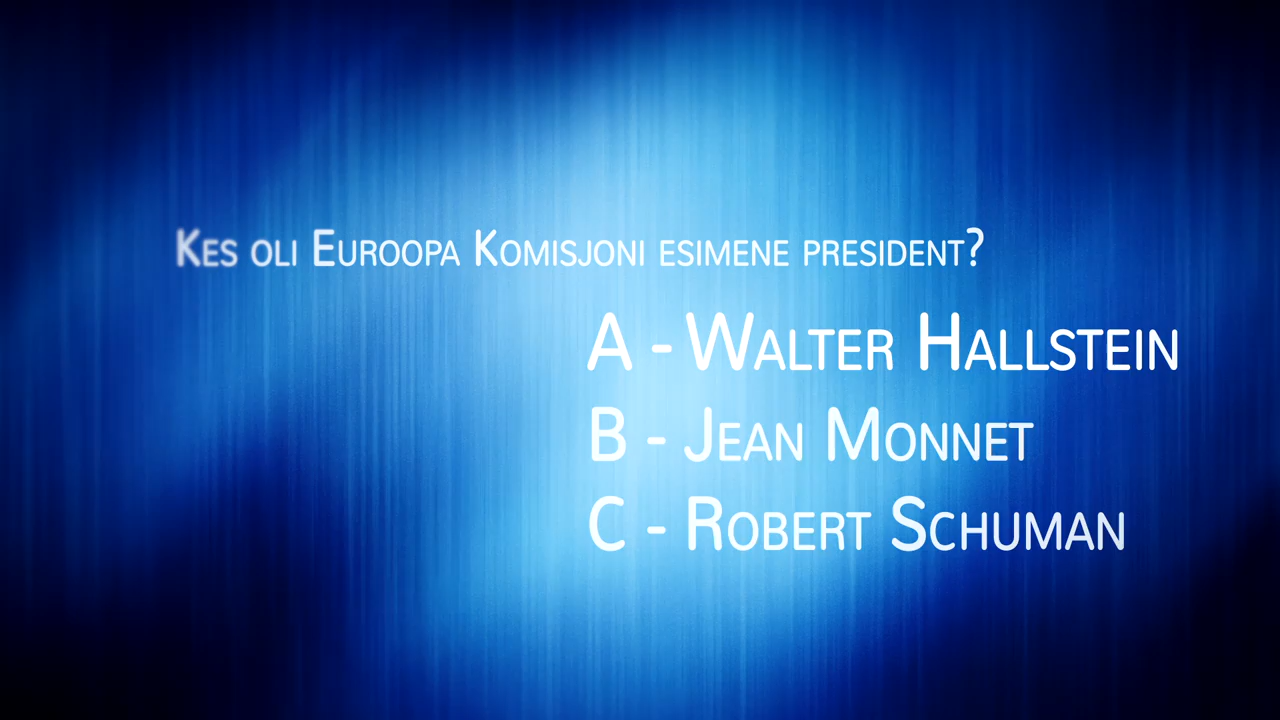 Kes oli Euroopa Komisjoni esimene president?
A - Walter Hallstein
B - Jean Monnet
C - Robert Schuman